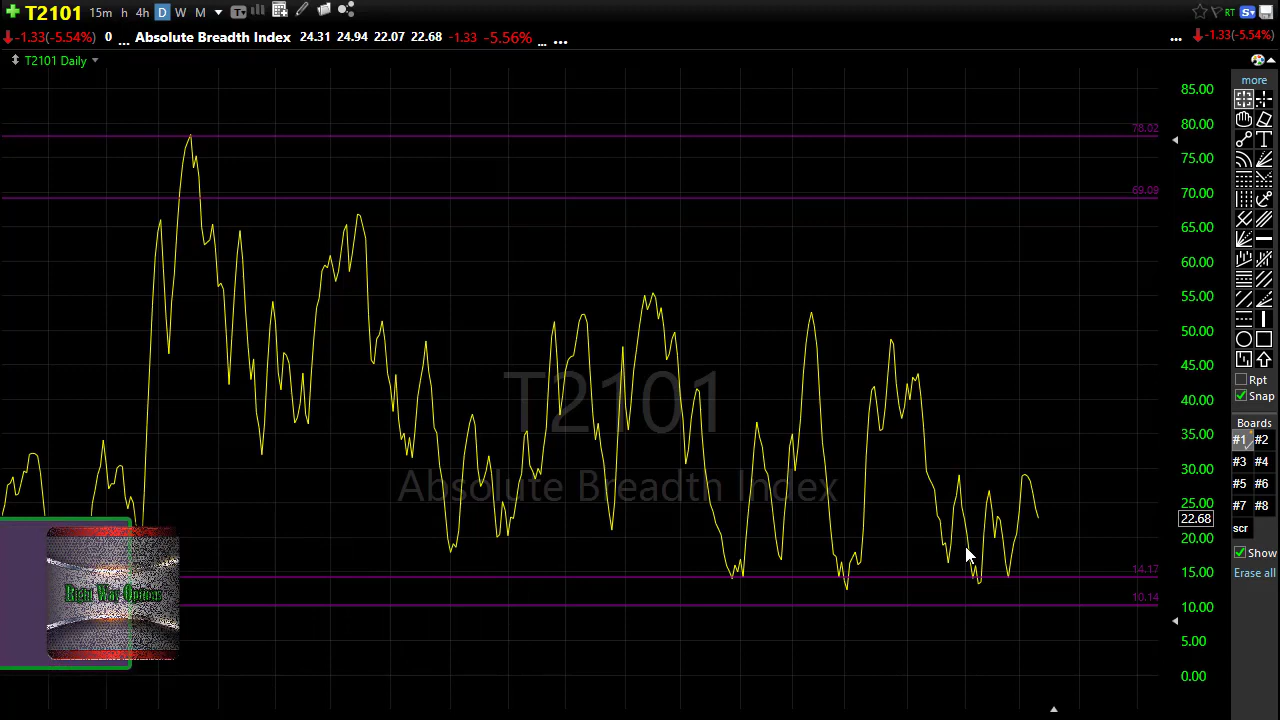 T2101 15m h 4h D W M T
RT S
-1.33(-5.54%) 0 ... Absolute Breadth Index 24.31 24.94 22.07 22.68 -1.33 -5.56% ... ...
... -1.33(-5.54%)
T2101 Daily
more
85.00
80.00
78.02
75.00
70.00
69.09
65.00
60.00
55.00
50.00
45.00
40.00
35.00
30.00
25.00
22.68
20.00
15.00
14.17
10.00
10.14
5.00
0.00
T2101
Absolute Breadth Index
Right Way Options
T
Rpt
Snap
Boards
#1 #2
#3 #4
#5 #6
#7 #8
scr
Show
Erase all